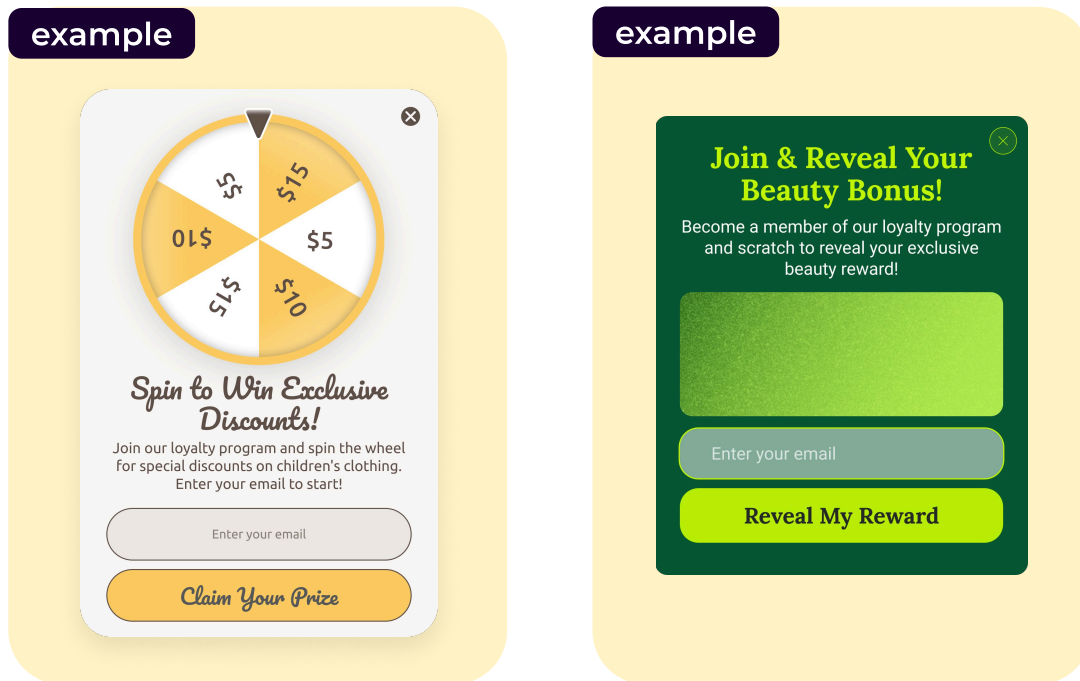 example
$5
$15
$10
$5
$15
$10
Spin to Win Exclusive
Discounts!
Join our loyalty program and spin the wheel
for special discounts on children's clothing.
Enter your email to start!
Enter your email
Claim Your Prize
example
Join & Reveal Your
Beauty Bonus!
Become a member of our loyalty program
and scratch to reveal your exclusive
beauty reward!
Enter your email
Reveal My Reward